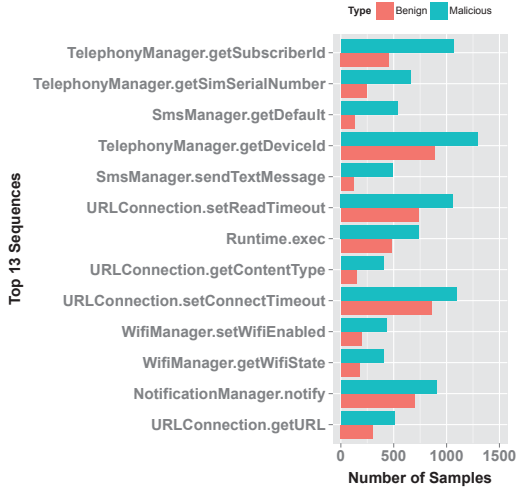 Type Benign Malicious
TelephonyManager.getSubscriberId
TelephonyManager.getSimSerialNumber
SmsManager.getDefault
TelephonyManager.getDeviceId
SmsManager.sendTextMessage
URLConnection.setReadTimeout
Runtime.exec
URLConnection.getContentType
URLConnection.setConnectTimeout
WifiManager.setWifiEnabled
WifiManager.getWifiState
NotificationManager.notify
URLConnection.getURL
Top 13 Sequences
0 500 1000 1500
Number of Samples